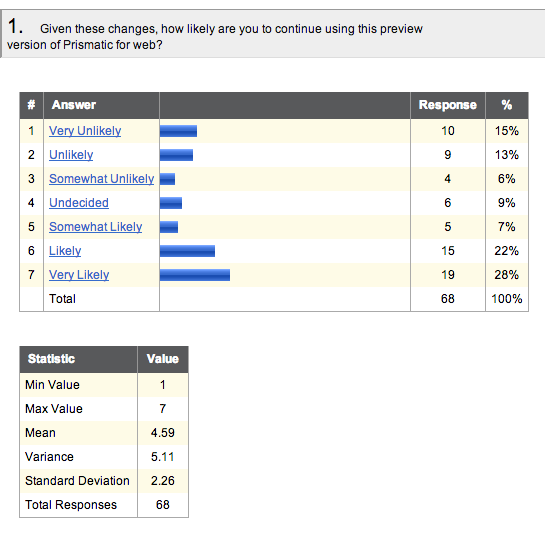 1. Given these changes, how likely are you to continue using this preview
version of Prismatic for web?
# Answer Response %
1 Very Unlikely 10 15%
2 Unlikely 9 13%
3 Somewhat Unlikely 4 6%
4 Undecided 6 9%
5 Somewhat Likely 5 7%
6 Likely 15 22%
7 Very Likely 19 28%
Total 68 100%
Statistic Value
Min Value 1
Max Value 7
Mean 4.59
Variance 5.11
Standard Deviation 2.26
Total Responses 68